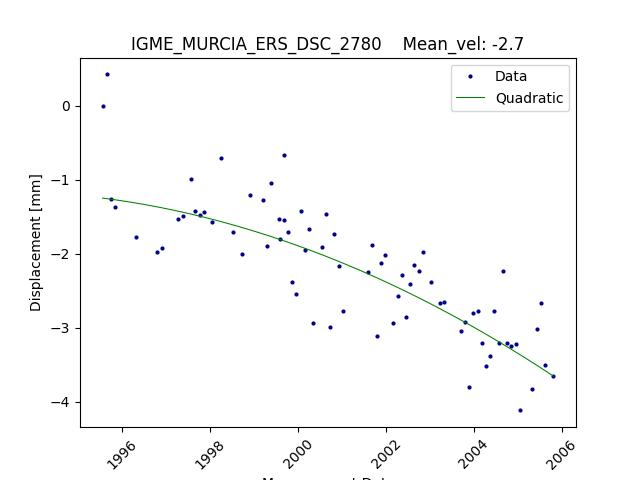 IGME_MURCIA_ERS_DSC_2780    Mean_vel: -2.7
Data
Quadratic
Displacement [mm]
0
−1
−2
−3
−4
1996
1998
2000
2002
2004
2006